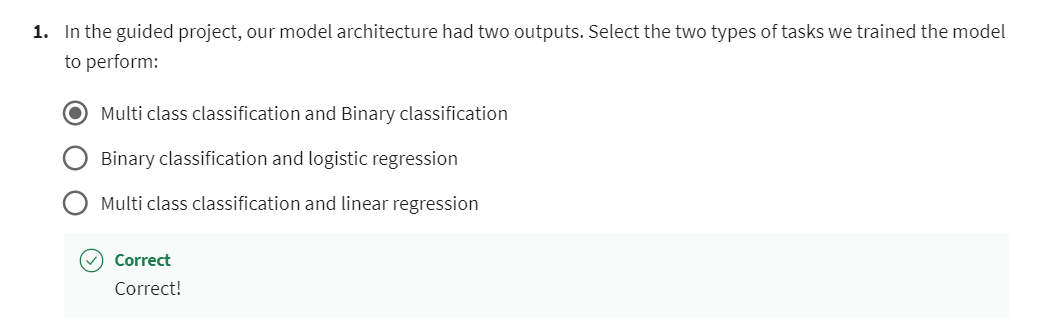 1. In the guided project, our model architecture had two outputs. Select the two types of tasks we trained the model
to perform:
Multi class classification and Binary classification
Binary classification and logistic regression
Multi class classification and linear regression
Correct
Correct!